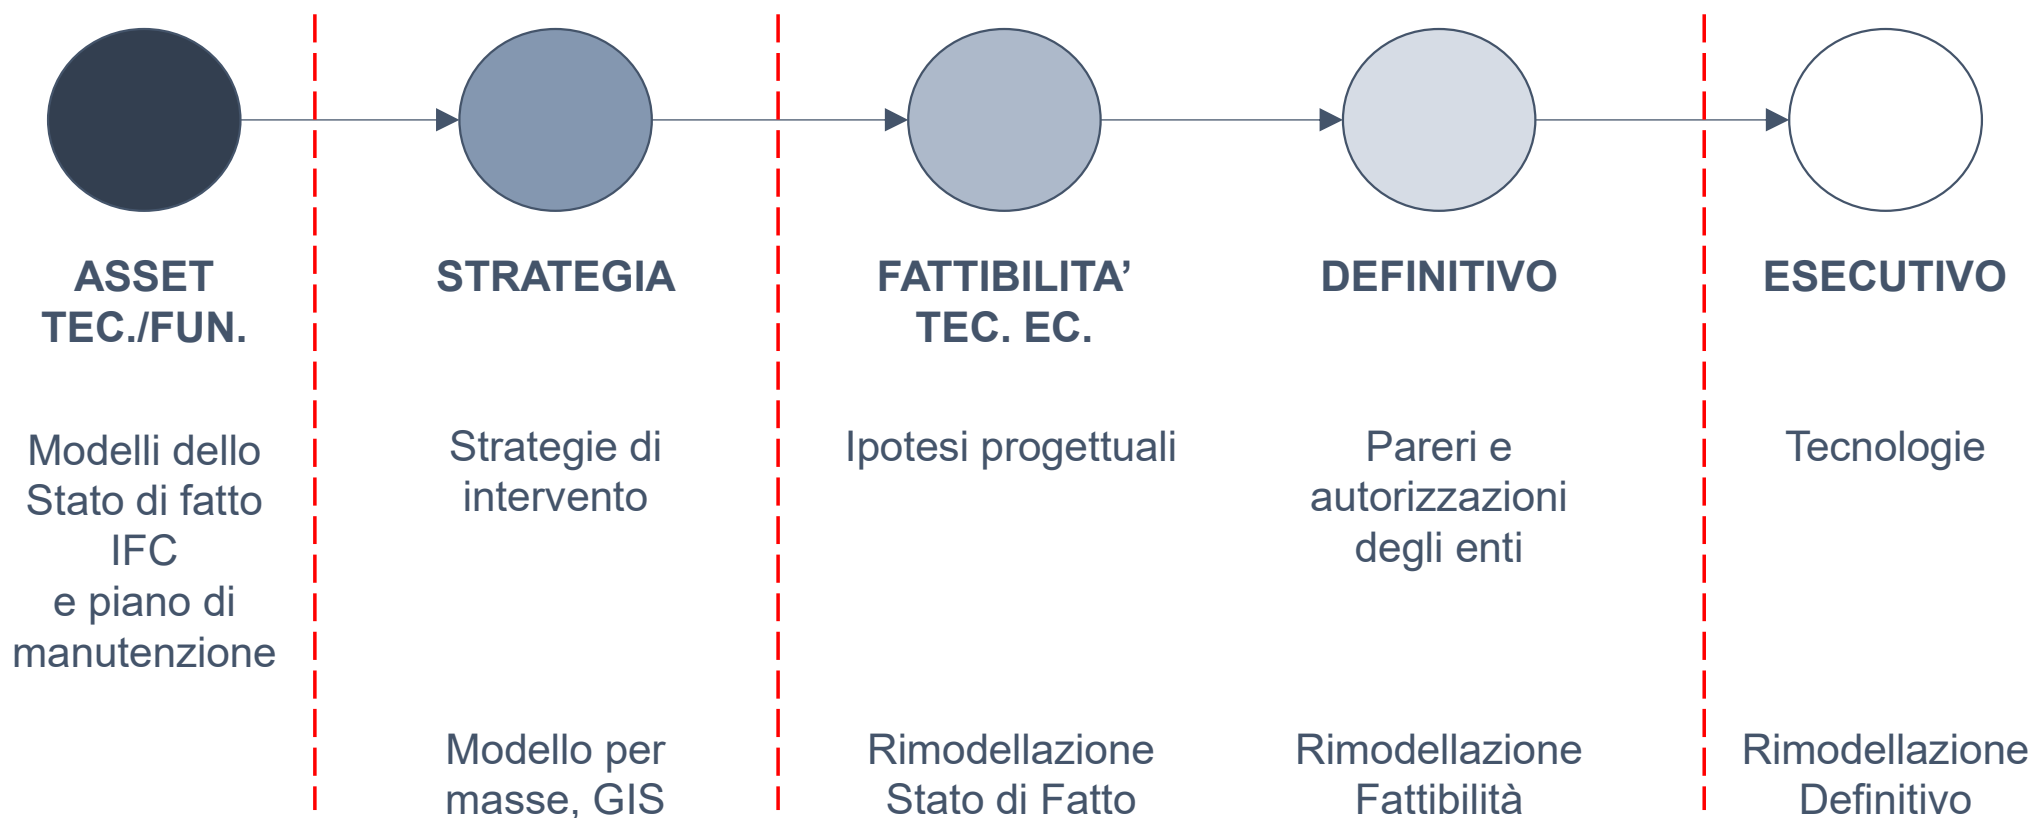 ASSET
TEC./FUN.
STRATEGIA
FATTIBILITA’
TEC. EC.
DEFINITIVO
ESECUTIVO
Modelli dello
Stato di fatto
IFC
e piano di
manutenzione
Strategie di
intervento
Ipotesi progettuali
Pareri e
autorizzazioni
degli enti
Tecnologie
Modello per
masse, GIS
Rimodellazione
Stato di Fatto
Rimodellazione
Fattibilità
Rimodellazione
Definitivo